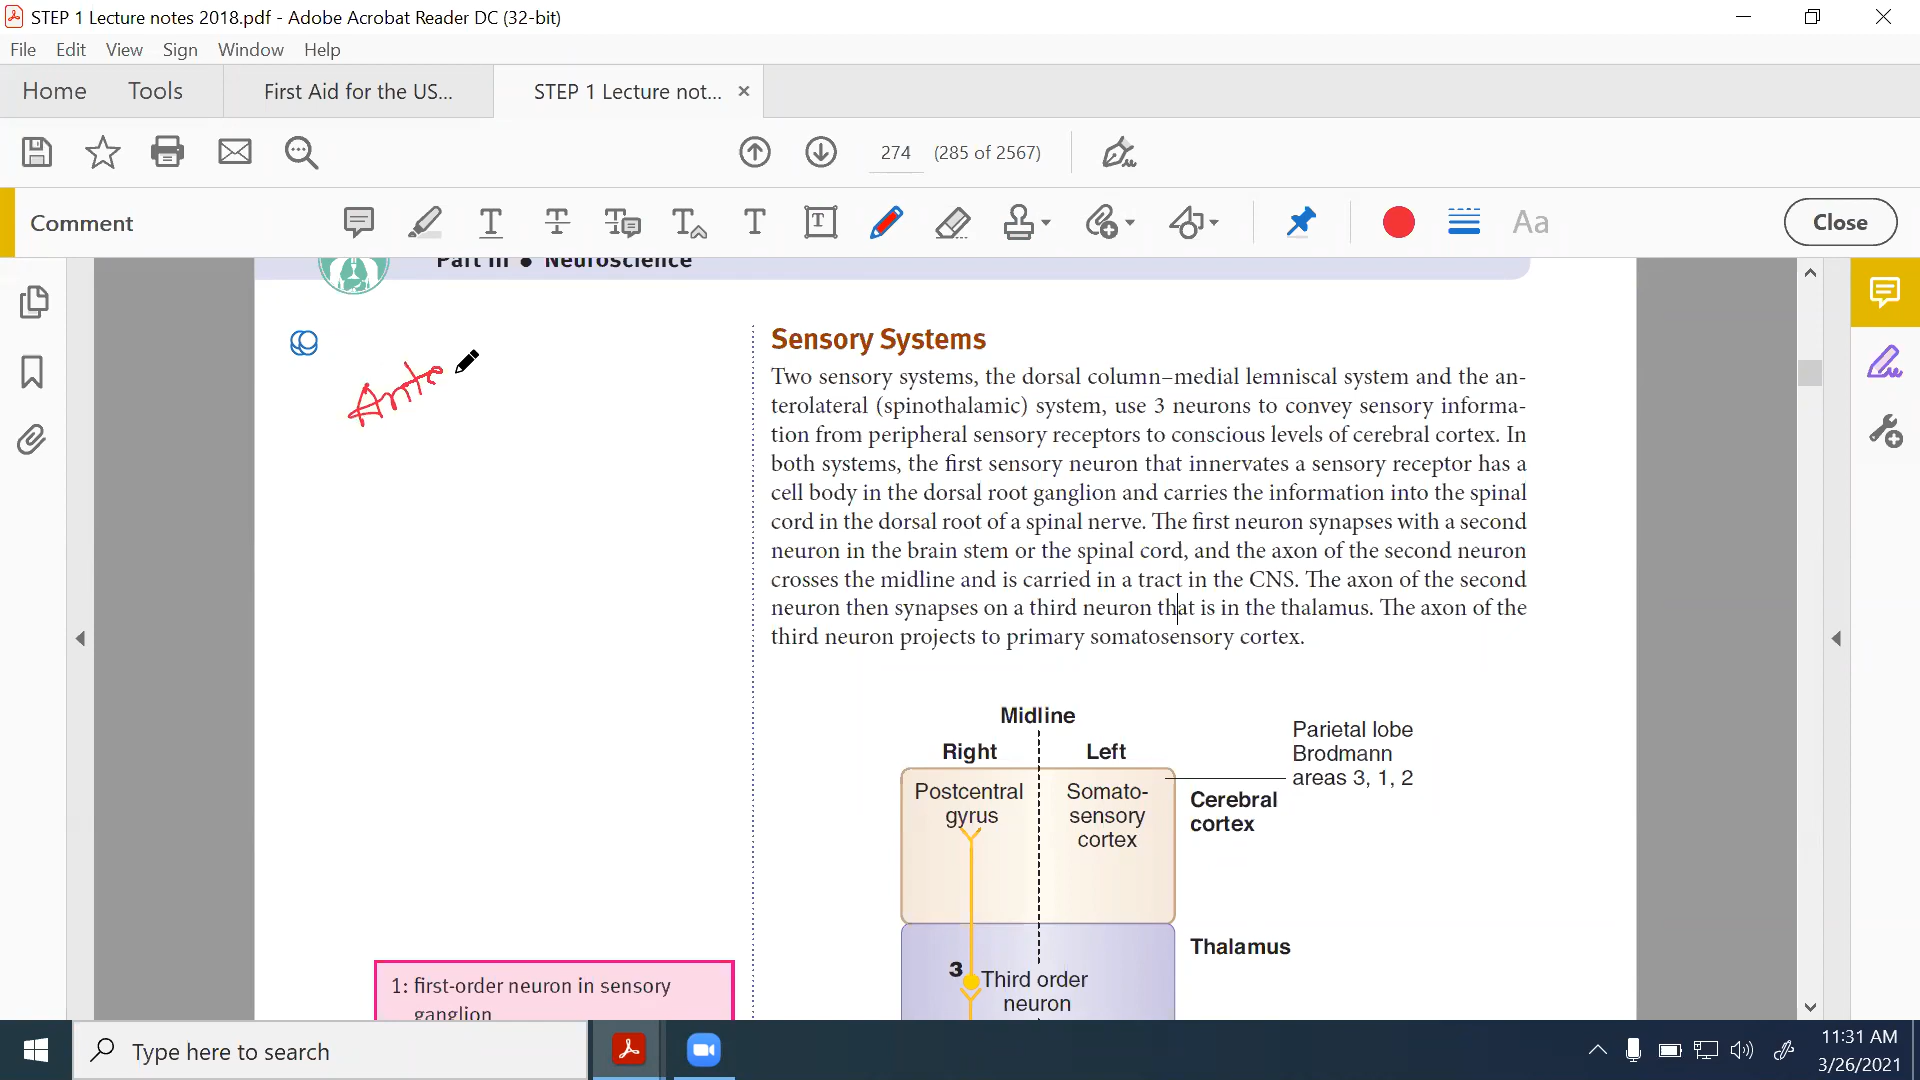 STEP 1 Lecture notes 2018.pdf - Adobe Acrobat Reader DC (32-bit)
File Edit View Sign Window Help
Home Tools First Aid for the US... STEP 1 Lecture not... ×
274 (285 of 2567)
Comment Close
Part III • Neuroscience
Ante
Sensory Systems
Two sensory systems, the dorsal column–medial lemniscal system and the an-
terolateral (spinothalamic) system, use 3 neurons to convey sensory informa-
tion from peripheral sensory receptors to conscious levels of cerebral cortex. In
both systems, the first sensory neuron that innervates a sensory receptor has a
cell body in the dorsal root ganglion and carries the information into the spinal
cord in the dorsal root of a spinal nerve. The first neuron synapses with a second
neuron in the brain stem or the spinal cord, and the axon of the second neuron
crosses the midline and is carried in a tract in the CNS. The axon of the second
neuron then synapses on a third neuron that is in the thalamus. The axon of the
third neuron projects to primary somatosensory cortex.
Midline
Right Left
Parietal lobe
Brodmann
areas 3, 1, 2
Postcentral
gyrus
Somato-
sensory
cortex
Cerebral
cortex
Thalamus
3 Third order
neuron
1: first-order neuron in sensory
ganglion
Type here to search
11:31 AM
3/26/2021